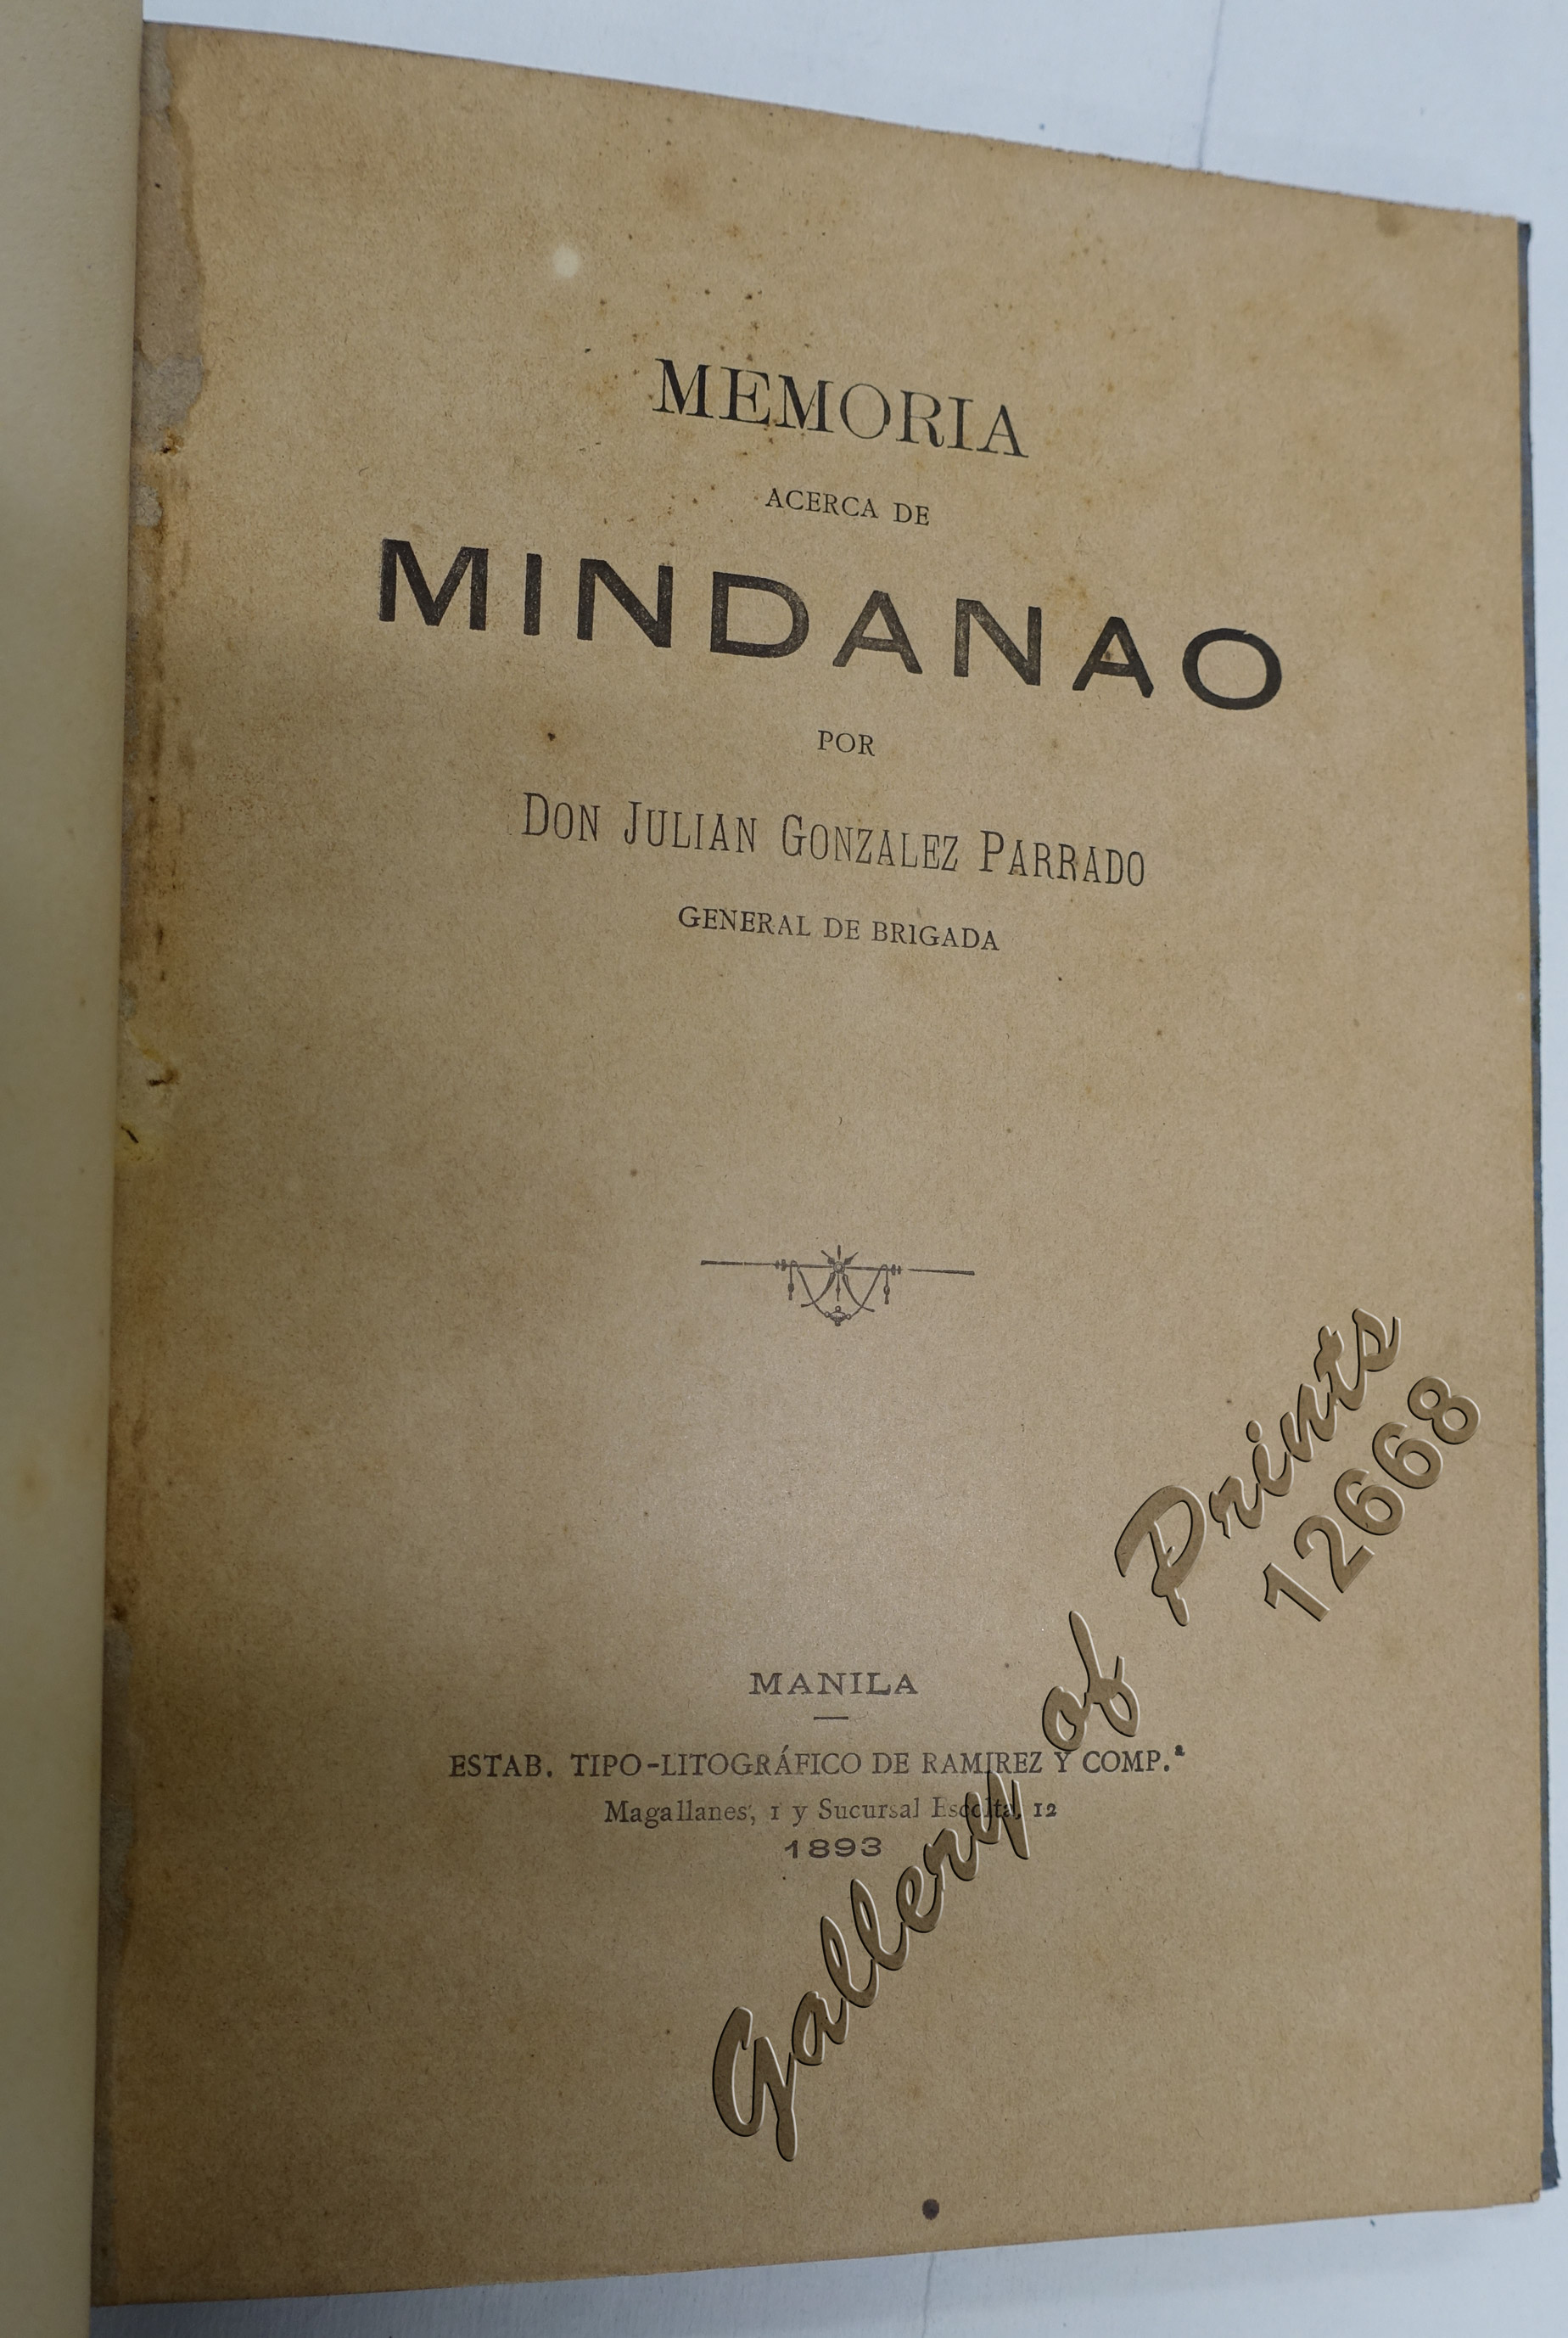 MEMORIA
ACERCA DE
MINDANAO
POR
DON JULIAN GONZALEZ PARRADO
GENERAL DE BRIGADA
MANILA
ESTAB. TIPO-LITOGRÁFICO DE RAMIREZ Y COMP.ª
Magallanes, 1 y Sucursal Escolta, 12
1893
Gallery of Prints
12668